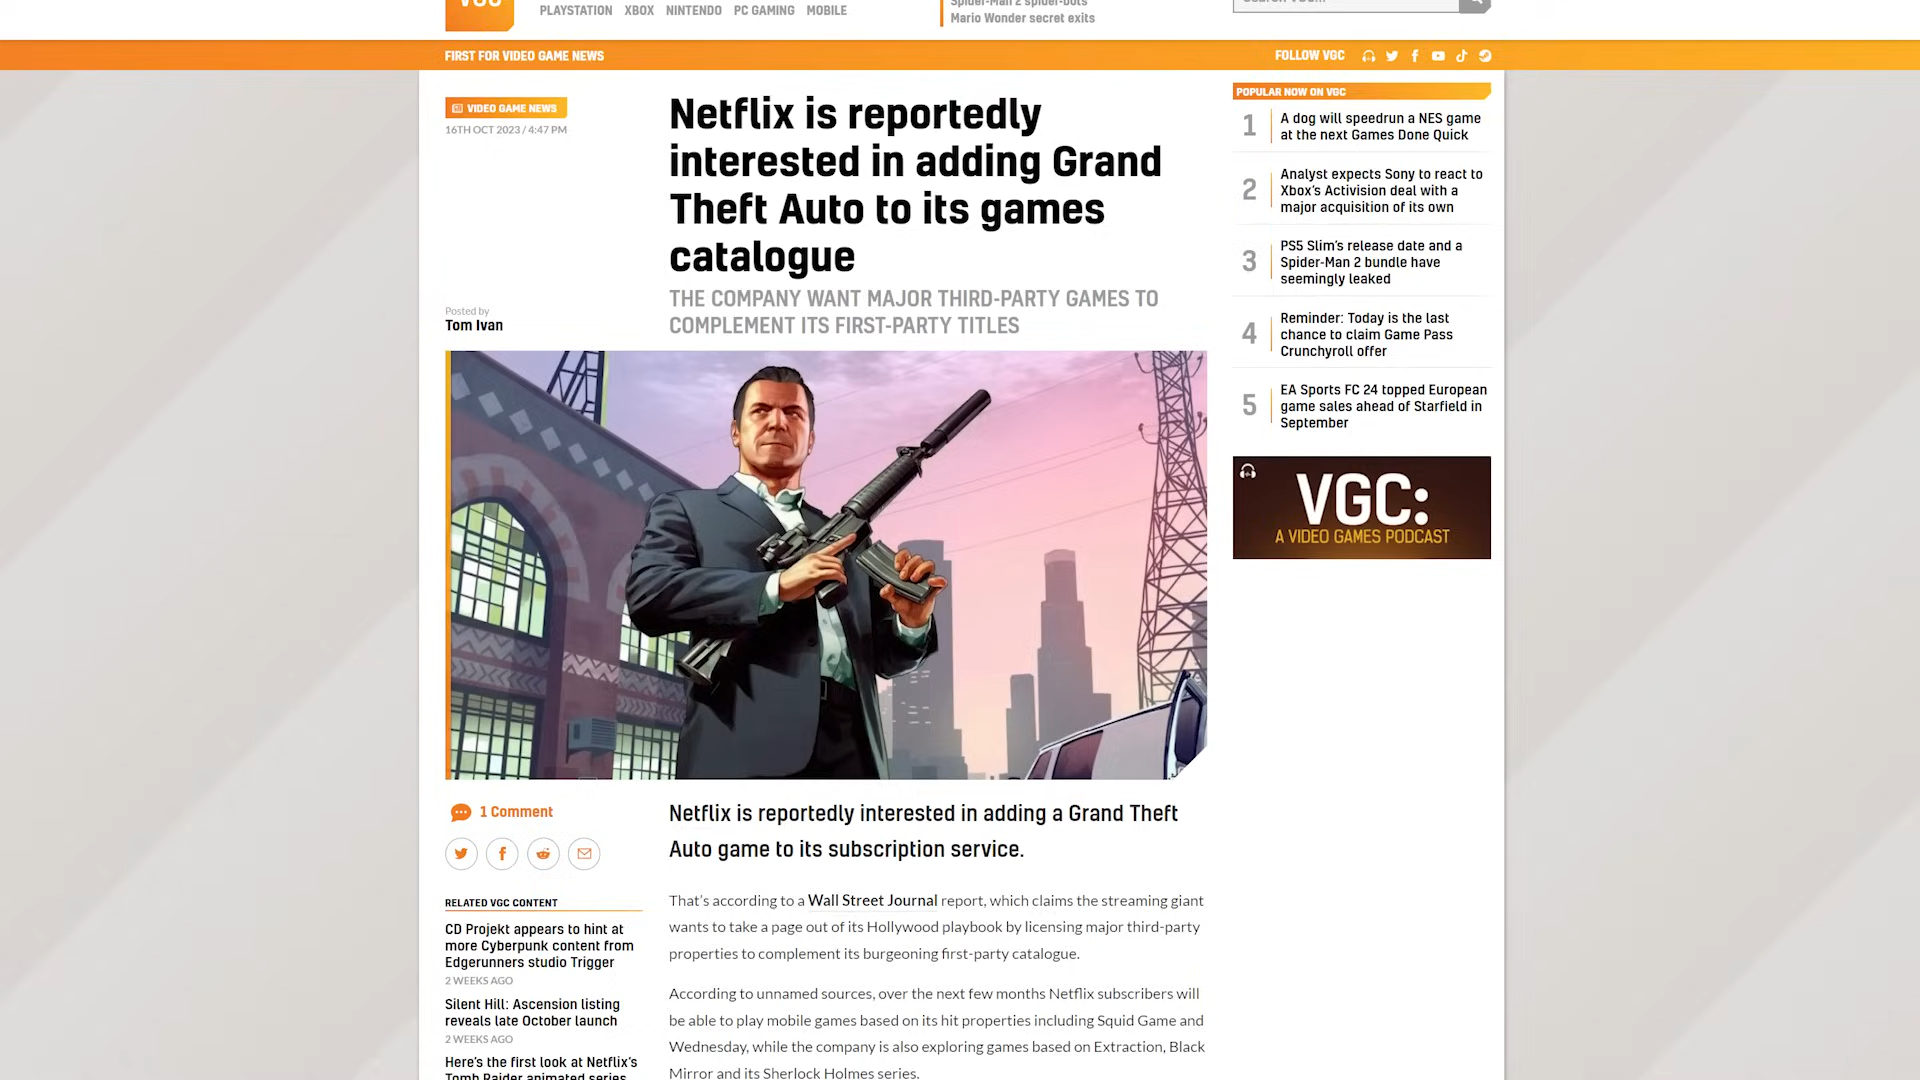 PLAYSTATION XBOX NINTENDO PC GAMING MOBILE
Spider-Man 2 spider-bots
Mario Wonder secret exits
FIRST FOR VIDEO GAME NEWS
FOLLOW VGC
VIDEO GAME NEWS
16TH OCT 2023 / 4:47 PM
Netflix is reportedly
interested in adding Grand
Theft Auto to its games
catalogue
THE COMPANY WANT MAJOR THIRD-PARTY GAMES TO
COMPLEMENT ITS FIRST-PARTY TITLES
Posted by
Tom Ivan
1 Comment
RELATED VGC CONTENT
CD Projekt appears to hint at
more Cyberpunk content from
Edgerunners studio Trigger
2 WEEKS AGO
Silent Hill: Ascension listing
reveals late October launch
2 WEEKS AGO
Here's the first look at Netflix's
Tomb Raider animated series
Netflix is reportedly interested in adding a Grand Theft
Auto game to its subscription service.
That's according to a Wall Street Journal report, which claims the streaming giant
wants to take a page out of its Hollywood playbook by licensing major third-party
properties to complement its burgeoning first-party catalogue.
According to unnamed sources, over the next few months Netflix subscribers will
be able to play mobile games based on its hit properties including Squid Game and
Wednesday, while the company is also exploring games based on Extraction, Black
Mirror and its Sherlock Holmes series.
POPULAR NOW ON VGC
1
A dog will speedrun a NES game
at the next Games Done Quick
2
Analyst expects Sony to react to
Xbox's Activision deal with a
major acquisition of its own
3
PS5 Slim's release date and a
Spider-Man 2 bundle have
seemingly leaked
4
Reminder: Today is the last
chance to claim Game Pass
Crunchyroll offer
5
EA Sports FC 24 topped European
game sales ahead of Starfield in
September
VGC:
A VIDEO GAMES PODCAST